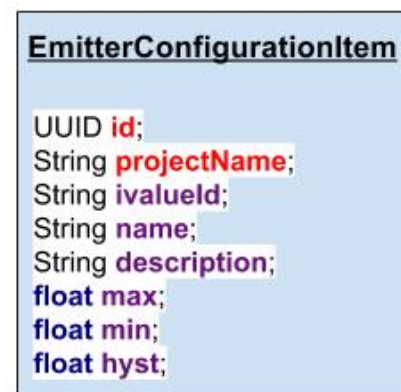 EmitterConfigurationItem
UUID id;
String projectName;
String ivalueId;
String name;
String description;
float max;
float min;
float hyst;